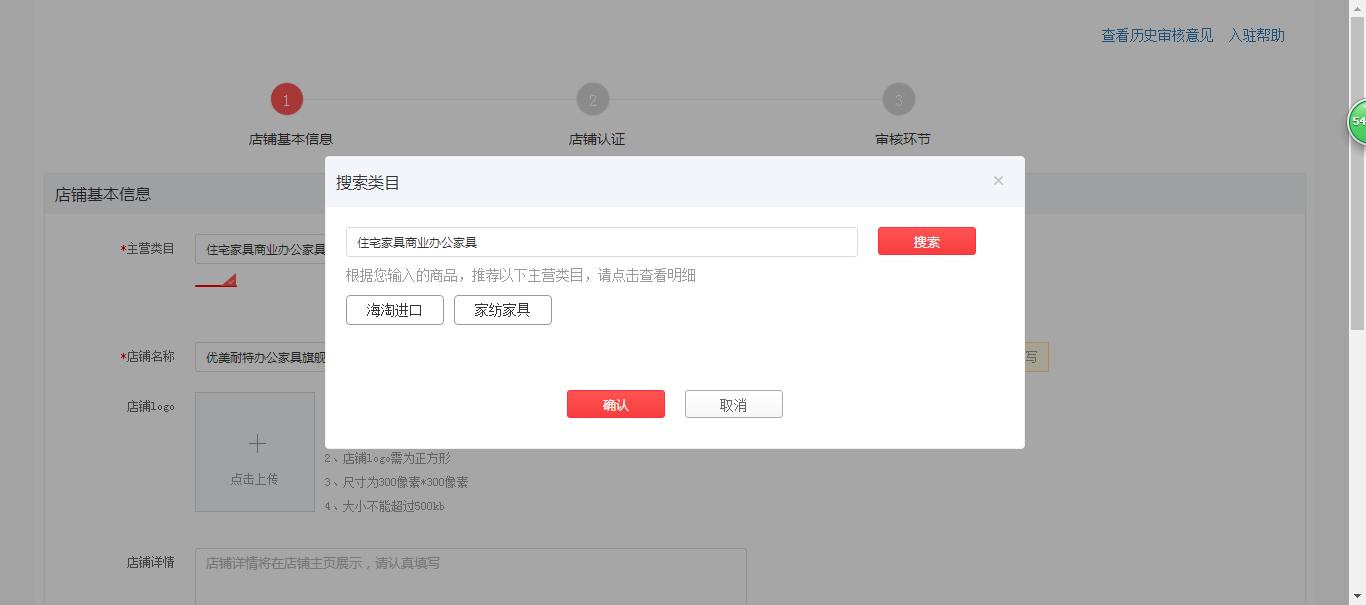 查看历史审核意见 入驻帮助
1 2 3
店铺基本信息 店铺认证 审核环节
搜索类目 ×
店铺基本信息
住宅家具商业办公家具 搜索
*主营类目 住宅家具商业办公家具
根据您输入的商品，推荐以下主营类目，请点击查看明细
海淘进口 家纺家具
*店铺名称 优美耐特办公家具旗舰 写
确认 取消
店铺logo
点击上传
2、店铺logo需为正方形
3、尺寸为300像素*300像素
4、大小不能超过500kb
店铺详情 店铺详情将在店铺主页展示，请认真填写
54